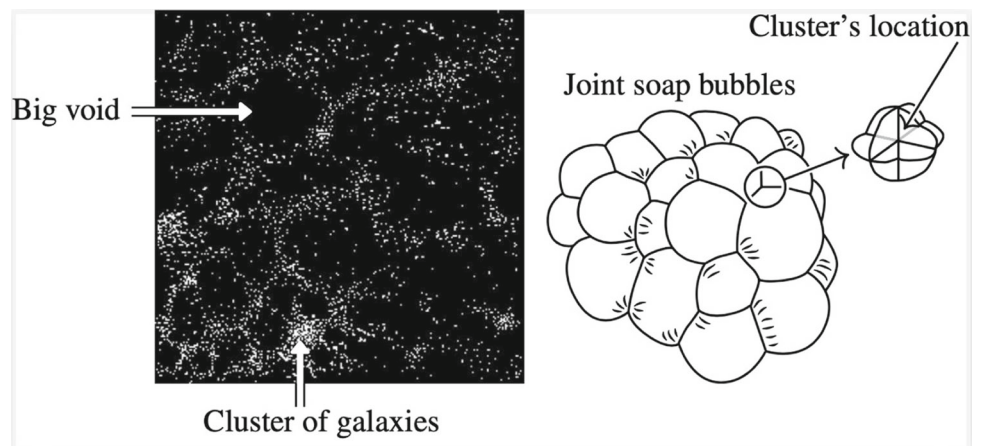 Cluster's location
Joint soap bubbles
Big void
Cluster of galaxies